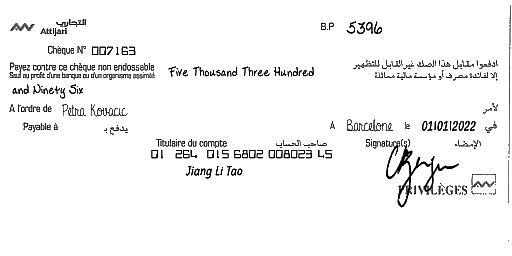 التجاري
Attijari
B.P 5396
Chèque N° 007163
Payez contre ce chèque non endossable
Sauf au profit d'une banque ou d'un organisme assimilé
Five Thousand Three Hundred
ادفعوا مقابل هذا الصك غير القابل للتظهير
إلا لفائدة مصرف أو مؤسسة مالية مماثلة
and Ninety Six
A l'ordre de Petra Kovacic
لأمر
Payable à يدفع بـ
A Barcelone le 01/01/2022 في
Titulaire du compte صاحب الحساب
Signature(s) الإمضاء
01 264 015 6802 008023 45
Jiang Li Tao
PRIVILÈGES